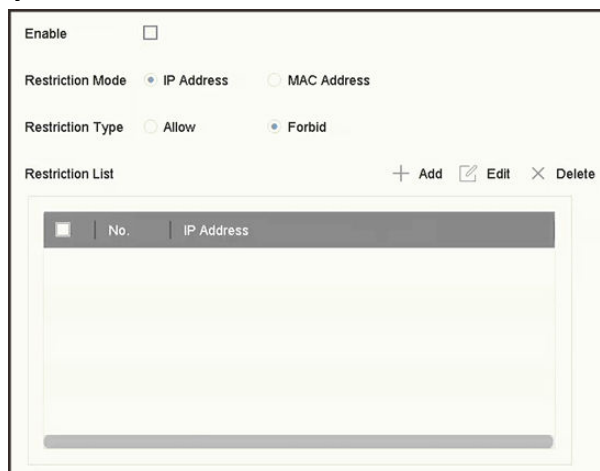 Enable
Restriction Mode IP Address MAC Address
Restriction Type Allow Forbid
Restriction List Add Edit Delete
No. IP Address